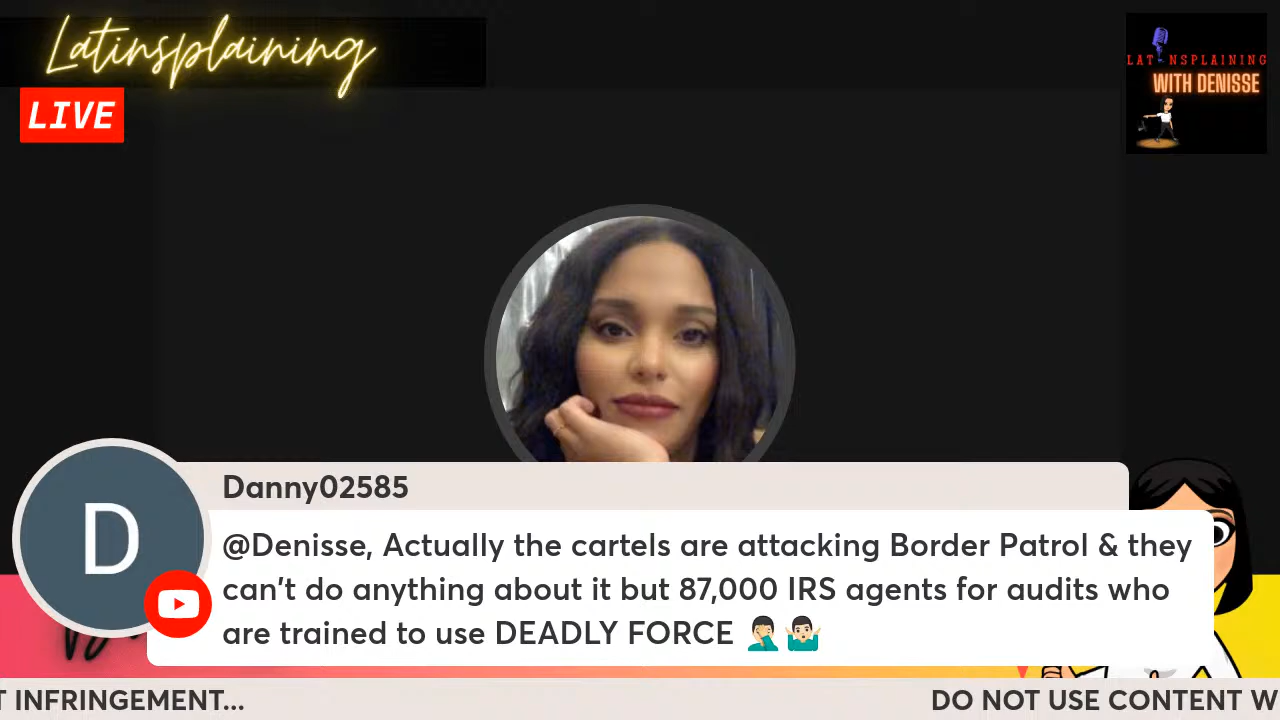 Latinsplaining
LIVE
LATINSPLAINING
WITH DENISSE
D
Danny02585
@Denisse, Actually the cartels are attacking Border Patrol & they
can't do anything about it but 87,000 IRS agents for audits who
are trained to use DEADLY FORCE 🤦🏻‍♂️🤷🏻‍♂️
T INFRINGEMENT... DO NOT USE CONTENT W